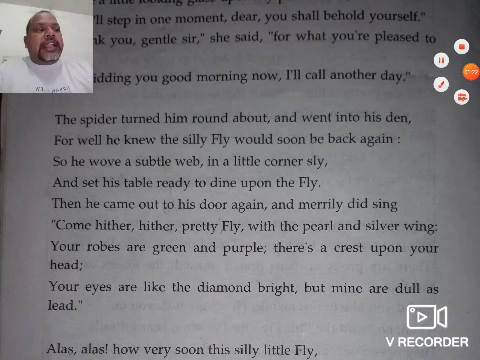 a little looking glass
'll step in one moment, dear, you shall behold yourself."
nk you, gentle sir," she said, "for what you're pleased to
idding you good morning now, I'll call another day."
The spider turned him round about, and went into his den,
For well he knew the silly Fly would soon be back again :
So he wove a subtle web, in a little corner sly,
And set his table ready to dine upon the Fly.
Then he came out to his door again, and merrily did sing
"Come hither, hither, pretty Fly, with the pearl and silver wing:
Your robes are green and purple; there's a crest upon your
head;
Your eyes are like the diamond bright, but mine are dull as
lead."
Alas, alas! how very soon this silly little Fly,
V RECORDER